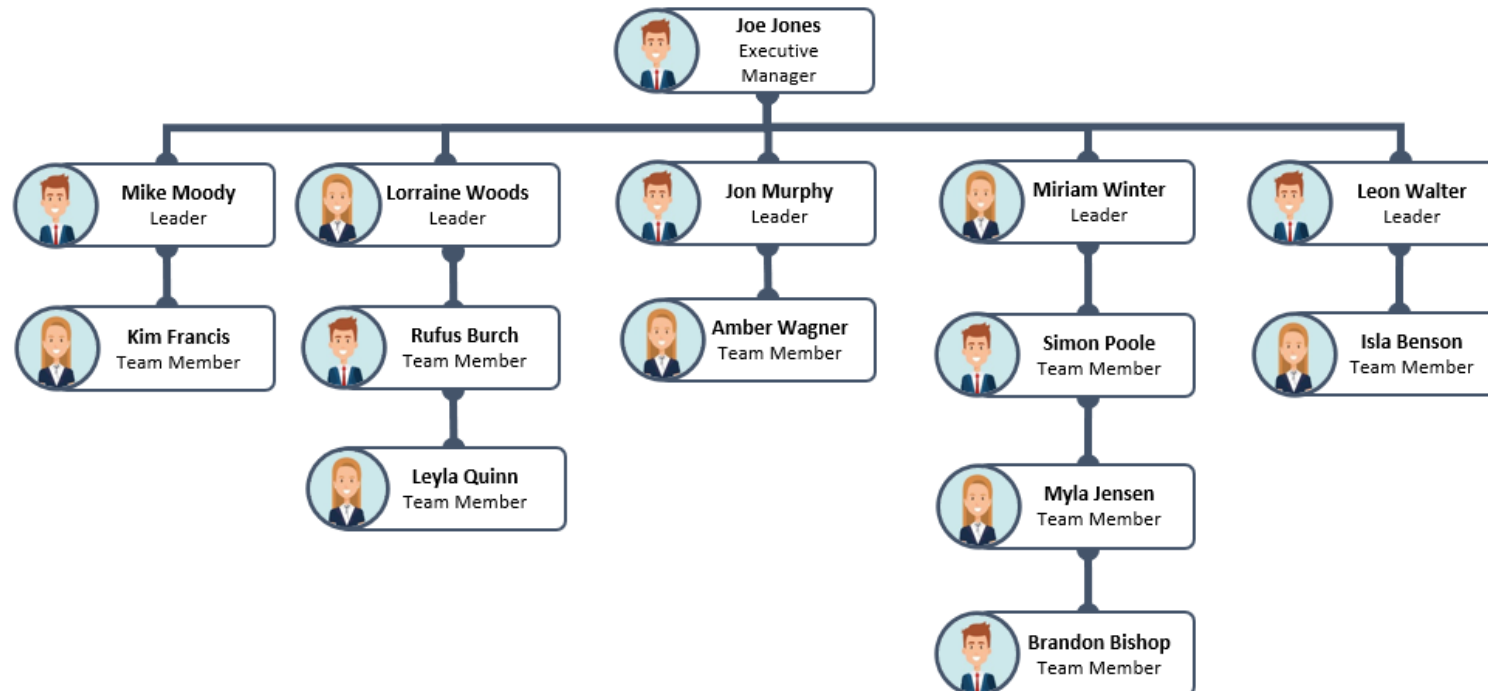 Joe Jones
Executive
Manager
Mike Moody
Leader
Lorraine Woods
Leader
Jon Murphy
Leader
Miriam Winter
Leader
Leon Walter
Leader
Kim Francis
Team Member
Rufus Burch
Team Member
Amber Wagner
Team Member
Simon Poole
Team Member
Isla Benson
Team Member
Leyla Quinn
Team Member
Myla Jensen
Team Member
Brandon Bishop
Team Member